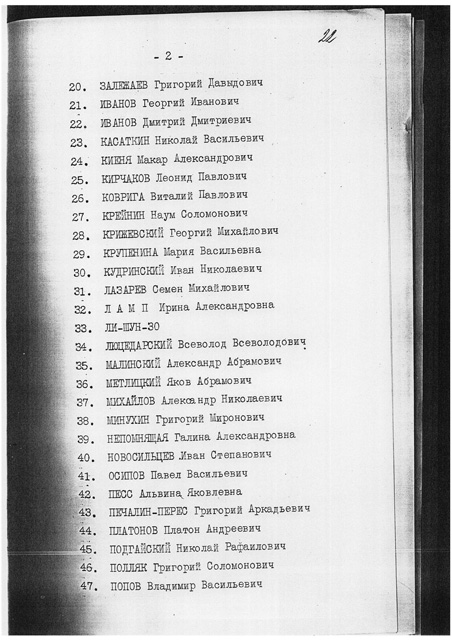 22
- 2 -
20. ЗАЛЕЖАЕВ Григорий Давыдович
21. ИВАНОВ Георгий Иванович
22. ИВАНОВ Дмитрий Дмитриевич
23. КАСАТКИН Николай Васильевич
24. КИЕНЯ Макар Александрович
25. КИРЧАКОВ Леонид Павлович
26. КОВРИГА Виталий Павлович
27. КРЕЙНИН Наум Соломонович
28. КРИЖЕВСКИЙ Георгий Михайлович
29. КРУПЕНИНА Мария Васильевна
30. КУДРИНСКИЙ Иван Николаевич
31. ЛАЗАРЕВ Семен Михайлович
32. Л А М П Ирина Александровна
33. ЛИ-ШУН-ЗО
34. ЛЮЦЕДАРСКИЙ Всеволод Всеволодович
35. МАЛИНСКИЙ Александр Абрамович
36. МЕТЛИЦКИЙ Яков Абрамович
37. МИХАЙЛОВ Александр Николаевич
38. МИНУХИН Григорий Миронович
39. НЕПОМНЯЩАЯ Галина Александровна
40. НОВОСИЛЬЦЕВ Иван Степанович
41. ОСИПОВ Павел Васильевич
42. ПЕСС Альвина Яковлевна
43. ПЕЧАЛИН-ПЕРЕС Григорий Аркадьевич
44. ПЛАТОНОВ Платон Андреевич
45. ПОДГАЙСКИЙ Николай Рафаилович
46. ПОЛЛЯК Григорий Соломонович
47. ПОПОВ Владимир Васильевич